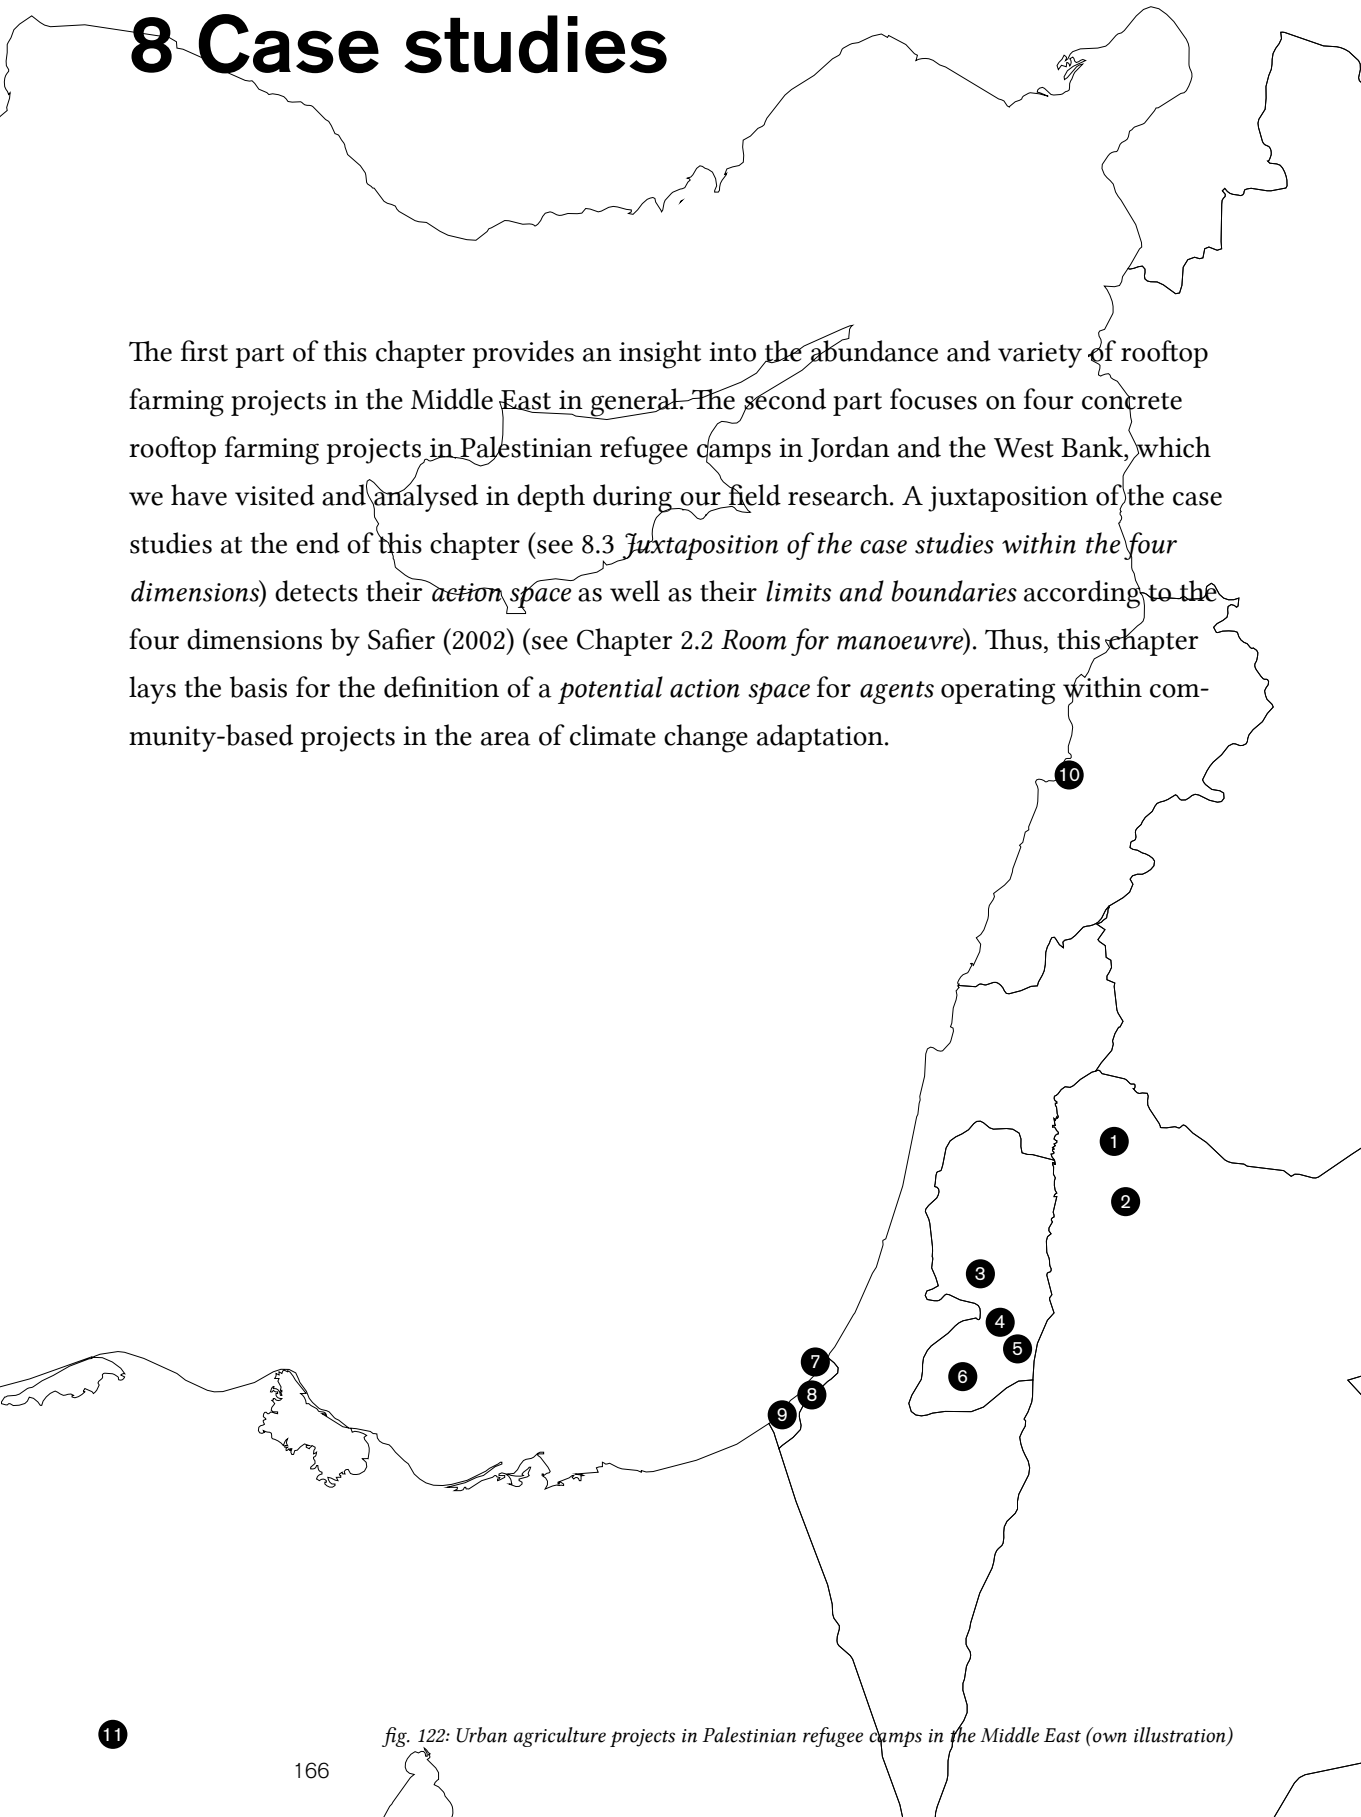 8 Case studies
The first part of this chapter provides an insight into the abundance and variety of rooftop
farming projects in the Middle East in general. The second part focuses on four concrete
rooftop farming projects in Palestinian refugee camps in Jordan and the West Bank, which
we have visited and analysed in depth during our field research. A juxtaposition of the case
studies at the end of this chapter (see 8.3 Juxtaposition of the case studies within the four
dimensions) detects their action space as well as their limits and boundaries according to the
four dimensions by Safier (2002) (see Chapter 2.2 Room for manoeuvre). Thus, this chapter
lays the basis for the definition of a potential action space for agents operating within com-
munity-based projects in the area of climate change adaptation.
10
1
2
3
4
5
7
6
8
9
11
fig. 122: Urban agriculture projects in Palestinian refugee camps in the Middle East (own illustration)
166